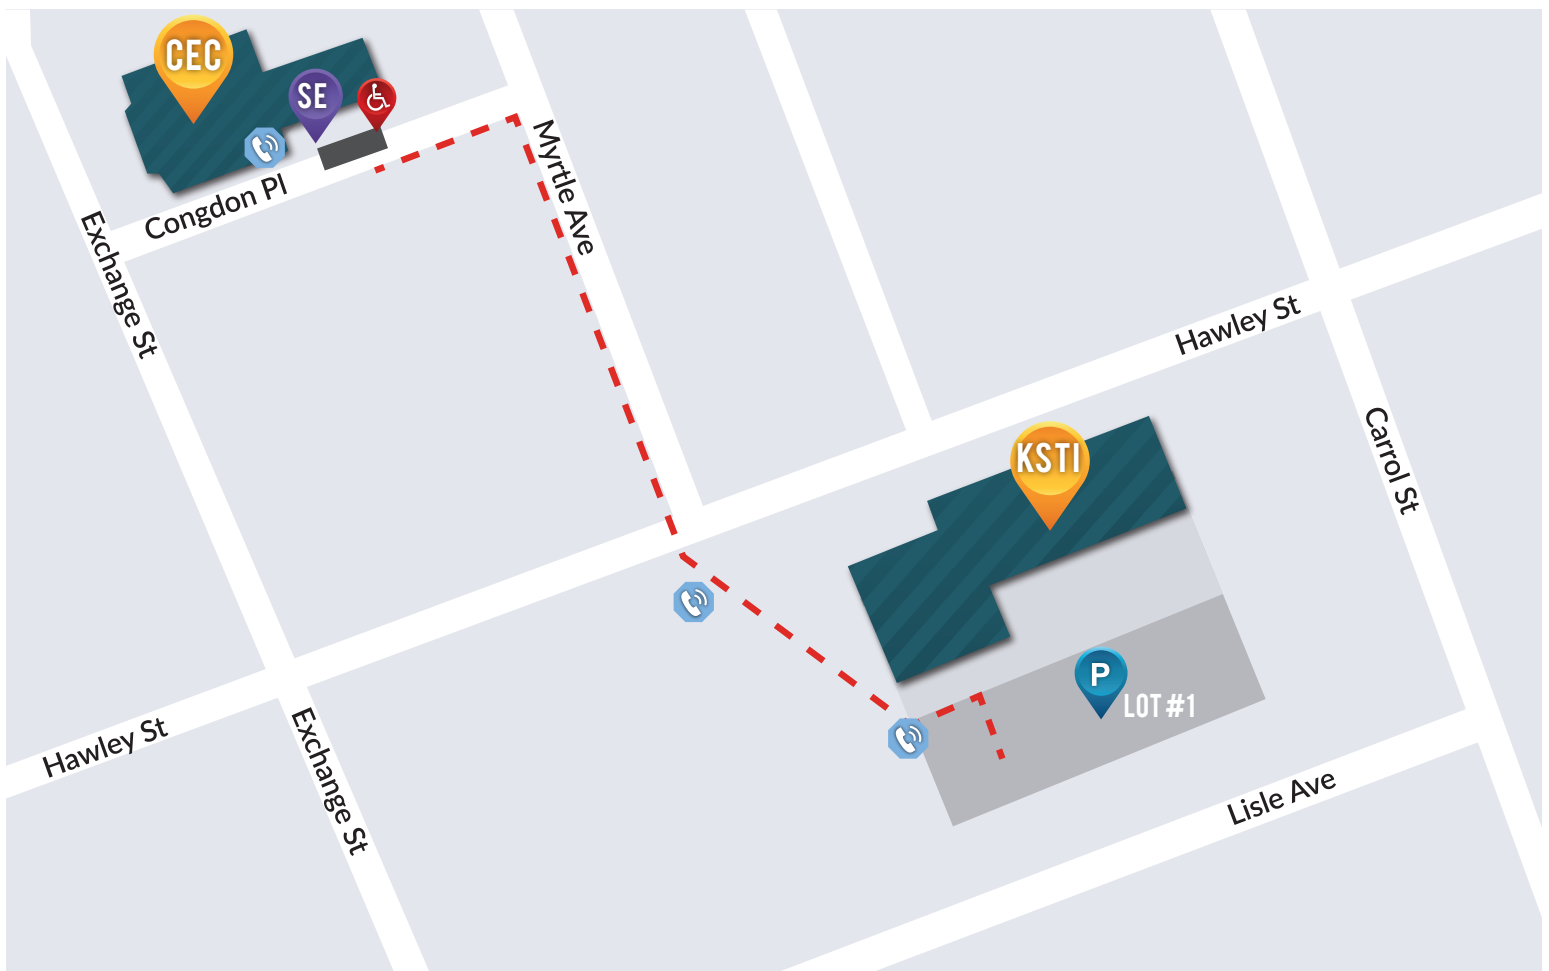 CEC
SE
Congdon Pl
Myrtle Ave
Exchange St
Hawley St
KSTI
Carrol St
P
LOT #1
Hawley St
Exchange St
Lisle Ave